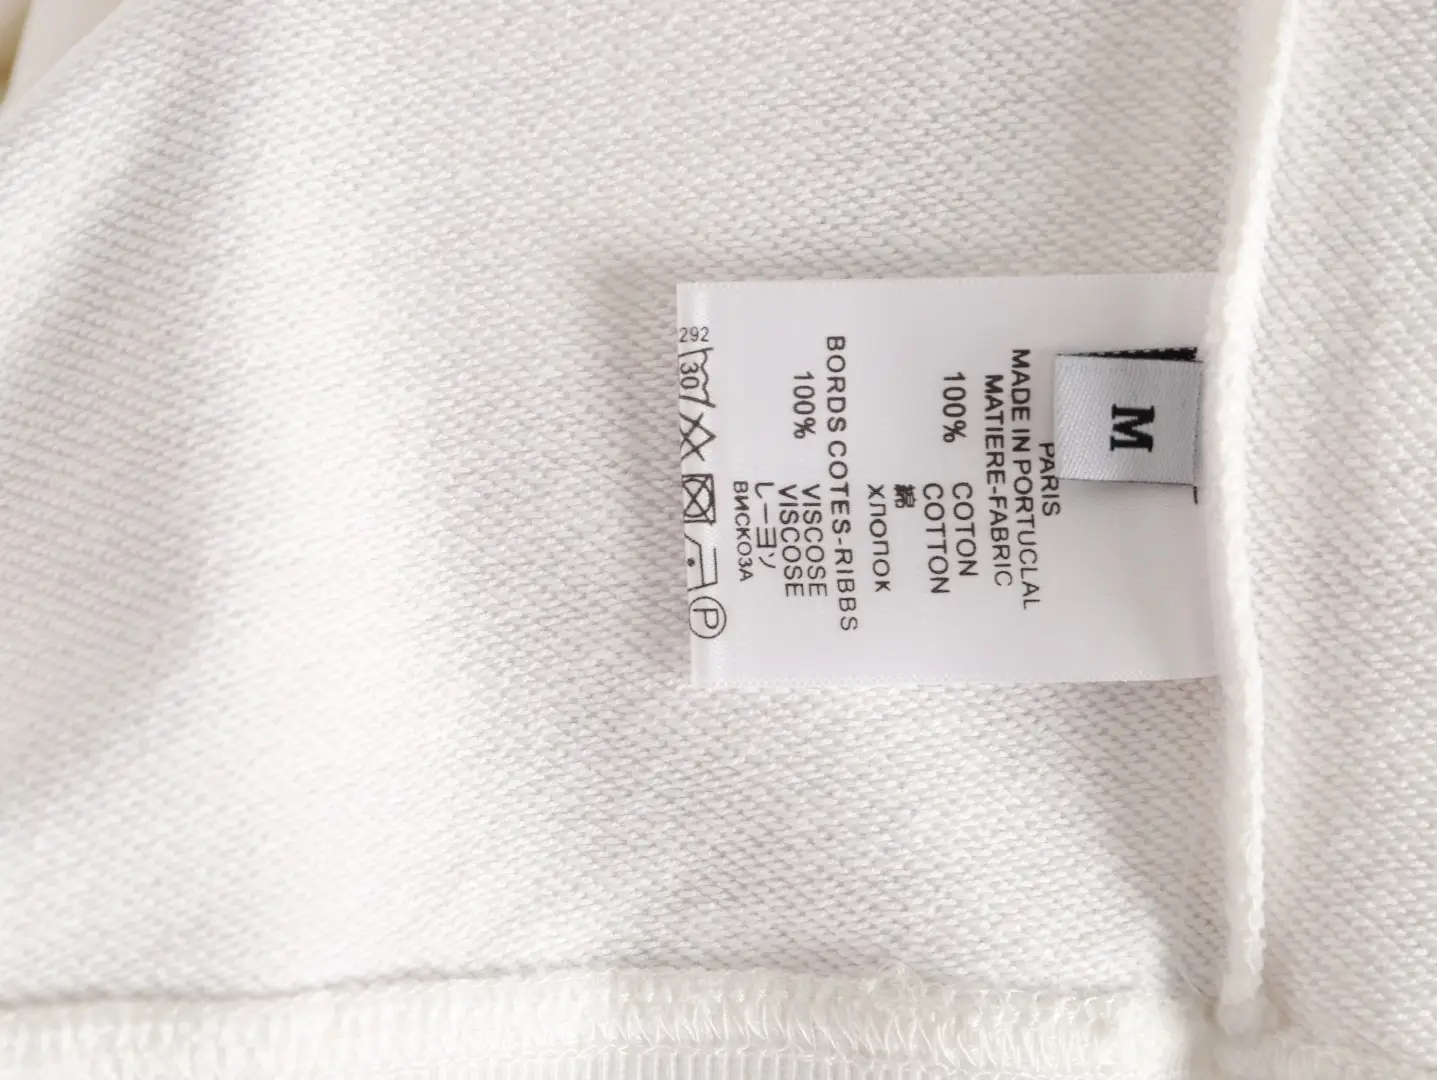 M
PARIS
MADE IN PORTUCLAL
MATIERE-FABRIC
100% COTON
COTTON
綿
ХЛОПОК
BORDS COTES-RIBBS
100% VISCOSE
VISCOSE
レーヨン
ВИСКОЗА
292
30
P